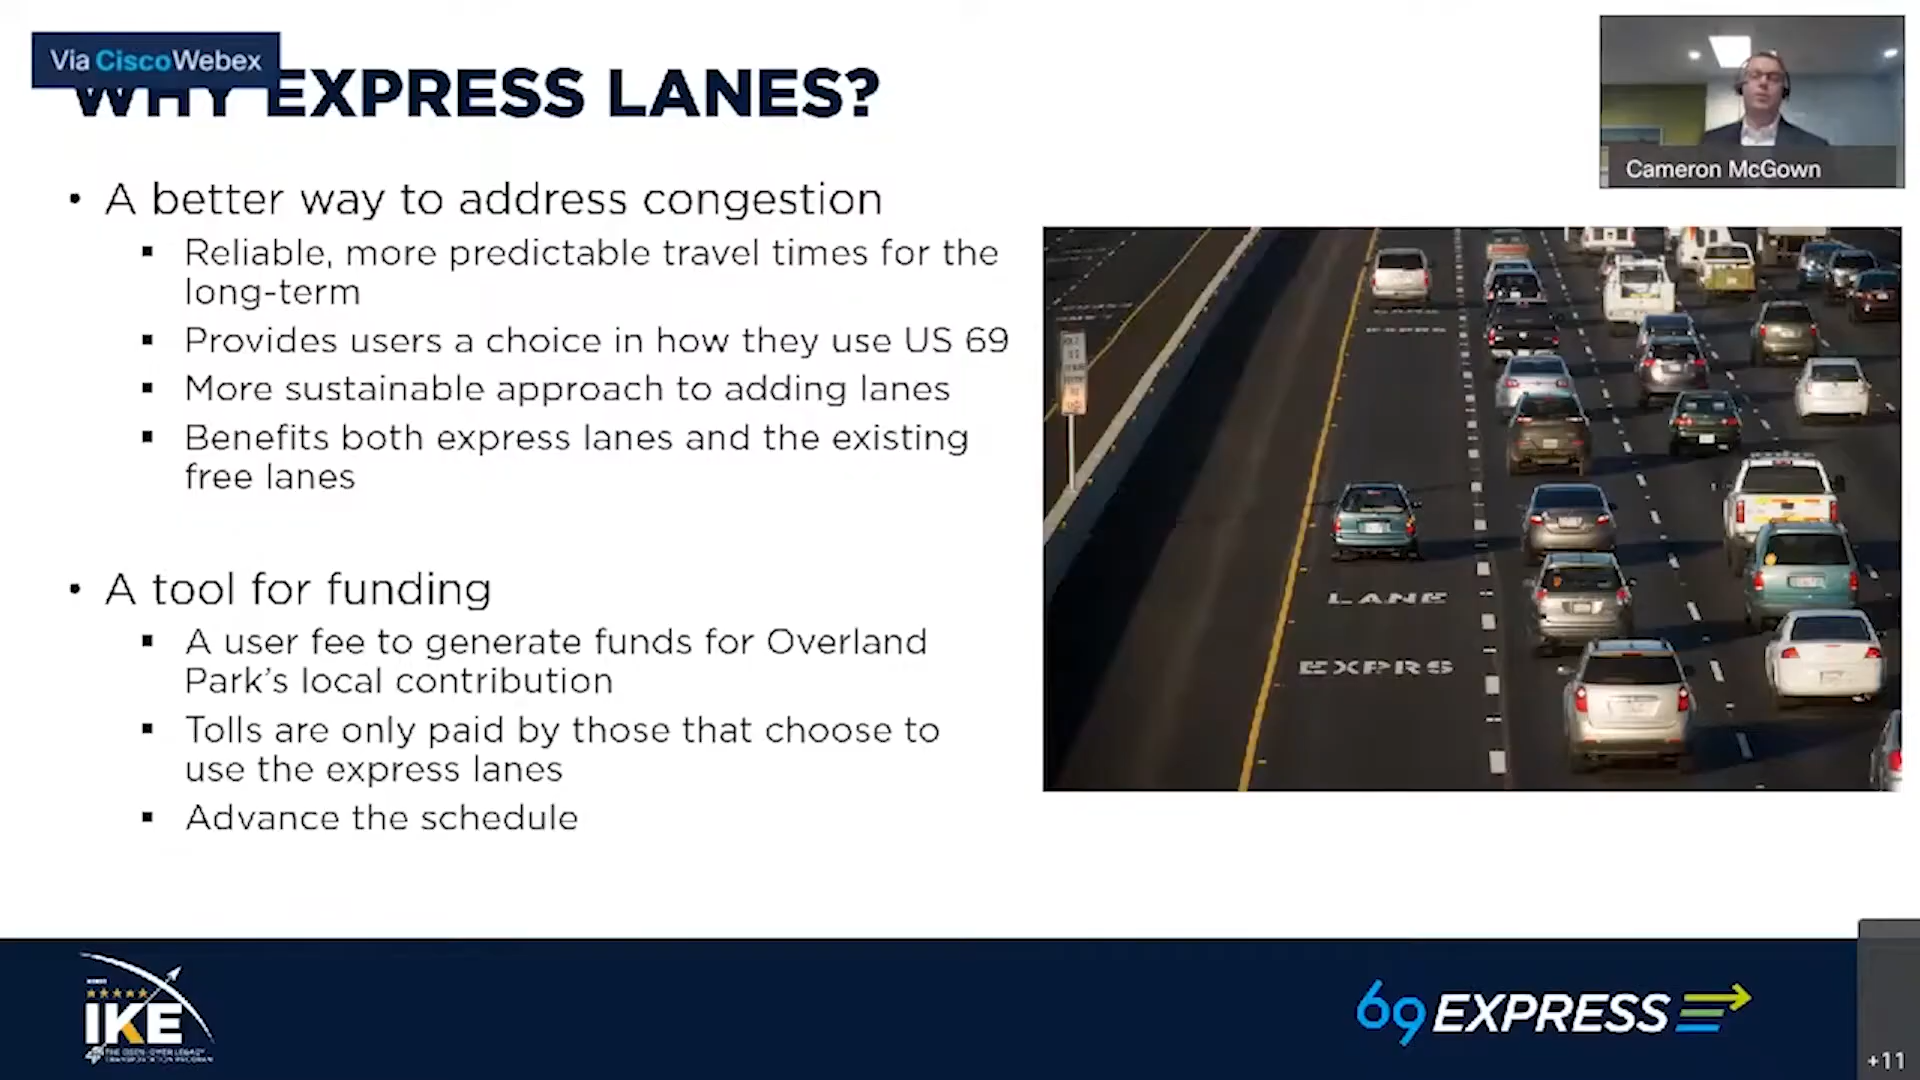 Via CiscoWebex
WHY EXPRESS LANES?
Cameron McGown
• A better way to address congestion
▪ Reliable, more predictable travel times for the
long-term
▪ Provides users a choice in how they use US 69
▪ More sustainable approach to adding lanes
▪ Benefits both express lanes and the existing
free lanes
• A tool for funding
▪ A user fee to generate funds for Overland
Park's local contribution
▪ Tolls are only paid by those that choose to
use the express lanes
▪ Advance the schedule
LANE
EXPRS
IKE
69EXPRESS
+11